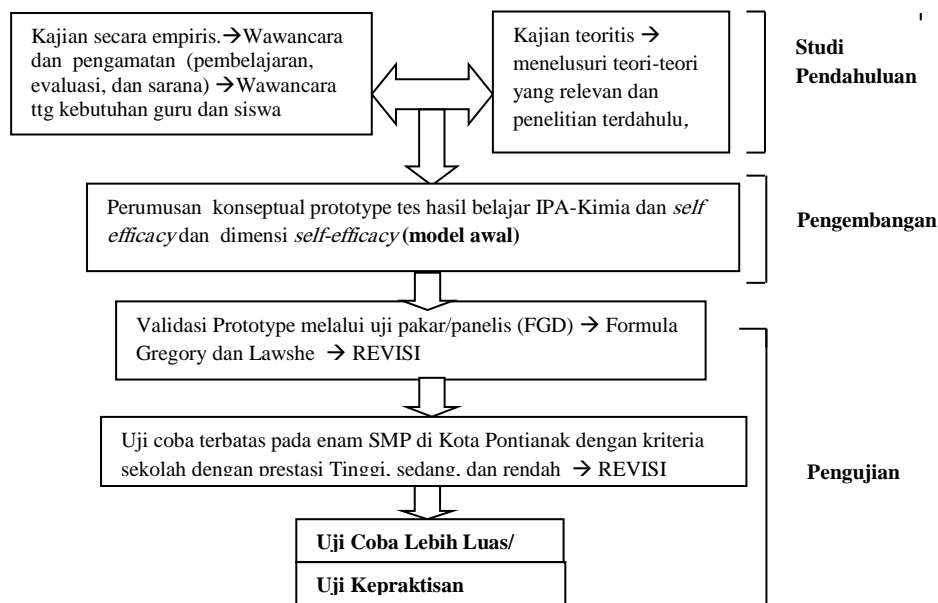 Kajian secara empiris.→Wawancara
dan pengamatan (pembelajaran,
evaluasi, dan sarana) →Wawancara
ttg kebutuhan guru dan siswa
Kajian teoritis →
menelusuri teori-teori
yang relevan dan
penelitian terdahulu,
Studi
Pendahuluan
Perumusan konseptual prototype tes hasil belajar IPA-Kimia dan self
efficacy dan dimensi self-efficacy (model awal)
Pengembangan
Validasi Prototype melalui uji pakar/panelis (FGD) → Formula
Gregory dan Lawshe → REVISI
Uji coba terbatas pada enam SMP di Kota Pontianak dengan kriteria
sekolah dengan prestasi Tinggi, sedang, dan rendah → REVISI
Pengujian
Uji Coba Lebih Luas/
Uji Kepraktisan